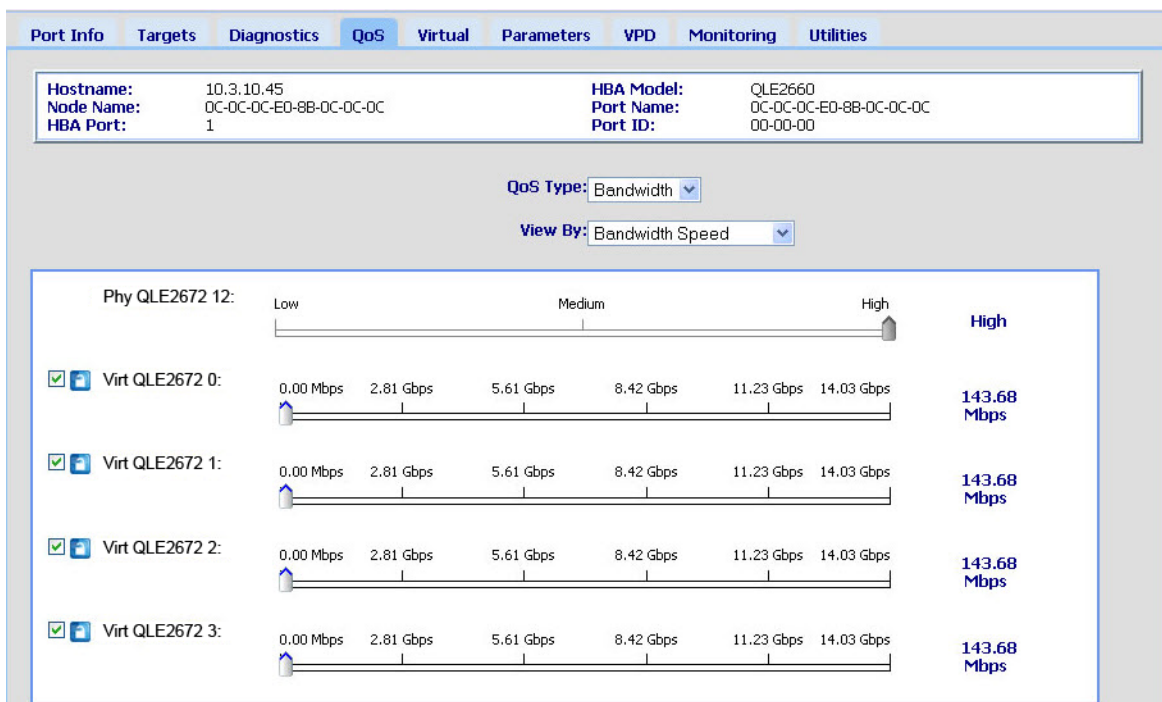 Port Info Targets Diagnostics QoS Virtual Parameters VPD Monitoring Utilities
Hostname: 10.3.10.45 HBA Model: QLE2660
Node Name: 0C-0C-0C-E0-8B-0C-0C-0C Port Name: 0C-0C-0C-E0-8B-0C-0C-0C
HBA Port: 1 Port ID: 00-00-00
QoS Type: Bandwidth
View By: Bandwidth Speed
Phy QLE2672 12: Low Medium High High
Virt QLE2672 0: 0.00 Mbps 2.81 Gbps 5.61 Gbps 8.42 Gbps 11.23 Gbps 14.03 Gbps 143.68
Mbps
Virt QLE2672 1: 0.00 Mbps 2.81 Gbps 5.61 Gbps 8.42 Gbps 11.23 Gbps 14.03 Gbps 143.68
Mbps
Virt QLE2672 2: 0.00 Mbps 2.81 Gbps 5.61 Gbps 8.42 Gbps 11.23 Gbps 14.03 Gbps 143.68
Mbps
Virt QLE2672 3: 0.00 Mbps 2.81 Gbps 5.61 Gbps 8.42 Gbps 11.23 Gbps 14.03 Gbps 143.68
Mbps